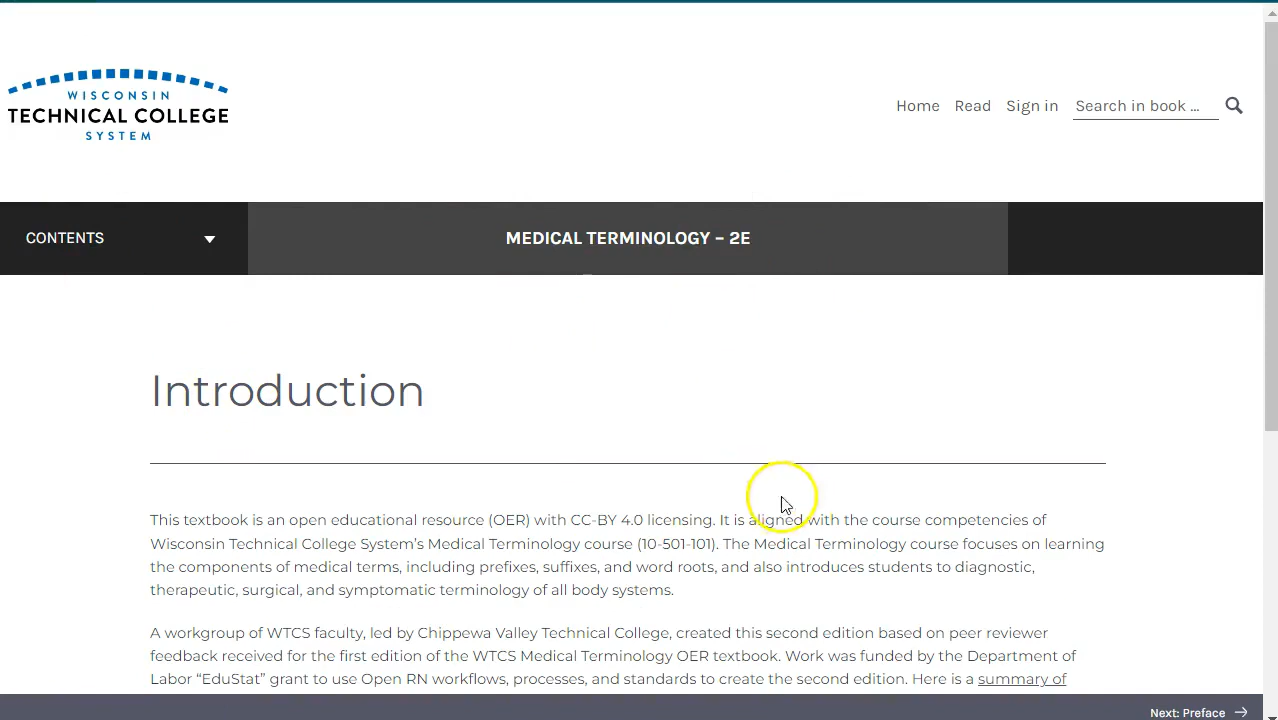 WISCONSIN
TECHNICAL COLLEGE
SYSTEM
Home Read Sign in Search in book ...
CONTENTS
MEDICAL TERMINOLOGY – 2E
Introduction
This textbook is an open educational resource (OER) with CC-BY 4.0 licensing. It is aligned with the course competencies of
Wisconsin Technical College System’s Medical Terminology course (10-501-101). The Medical Terminology course focuses on learning
the components of medical terms, including prefixes, suffixes, and word roots, and also introduces students to diagnostic,
therapeutic, surgical, and symptomatic terminology of all body systems.
A workgroup of WTCS faculty, led by Chippewa Valley Technical College, created this second edition based on peer reviewer
feedback received for the first edition of the WTCS Medical Terminology OER textbook. Work was funded by the Department of
Labor “EduStat” grant to use Open RN workflows, processes, and standards to create the second edition. Here is a summary of
Next: Preface →